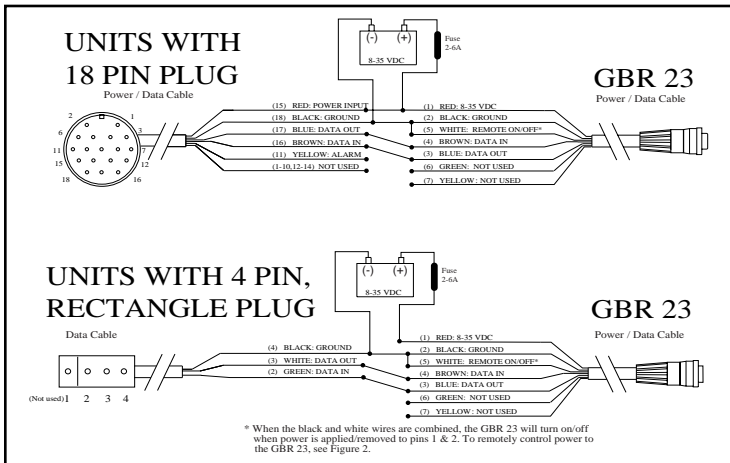 UNITS WITH
18 PIN PLUG
Power / Data Cable
(-) (+)
8-35 VDC
Fuse
2-6A
GBR 23
Power / Data Cable
2 1
6 3
11 7
15 12
18 16
(15) RED: POWER INPUT
(18) BLACK: GROUND
(17) BLUE: DATA OUT
(16) BROWN: DATA IN
(11) YELLOW: ALARM
(1-10,12-14) NOT USED
(1) RED: 8-35 VDC
(2) BLACK: GROUND
(5) WHITE: REMOTE ON/OFF*
(4) BROWN: DATA IN
(3) BLUE: DATA OUT
(6) GREEN: NOT USED
(7) YELLOW: NOT USED
UNITS WITH 4 PIN,
RECTANGLE PLUG
Data Cable
(-) (+)
8-35 VDC
Fuse
2-6A
GBR 23
Power / Data Cable
(Not used) 1 2 3 4
(4) BLACK: GROUND
(3) WHITE: DATA OUT
(2) GREEN: DATA IN
(1) RED: 8-35 VDC
(2) BLACK: GROUND
(5) WHITE: REMOTE ON/OFF*
(4) BROWN: DATA IN
(3) BLUE: DATA OUT
(6) GREEN: NOT USED
(7) YELLOW: NOT USED
* When the black and white wires are combined, the GBR 23 will turn on/off
when power is applied/removed to pins 1 & 2. To remotely control power to
the GBR 23, see Figure 2.